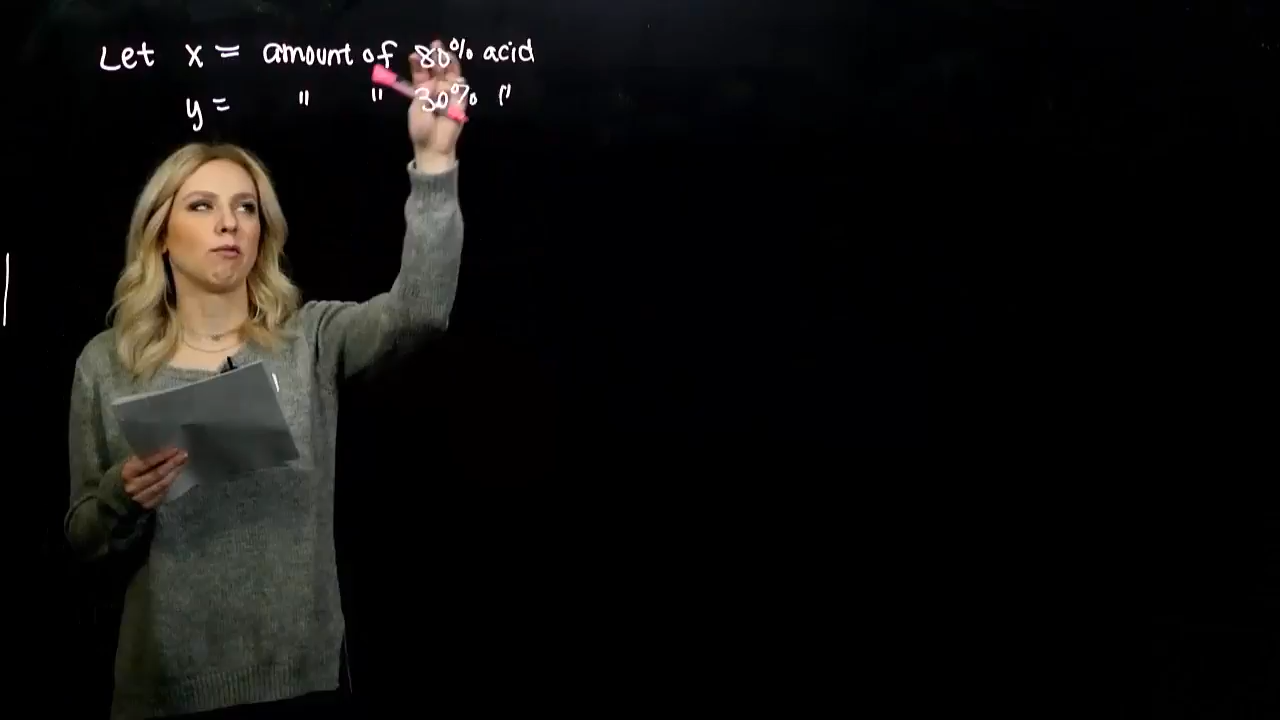 Let x = amount of 80% acid
y = " " 30% "